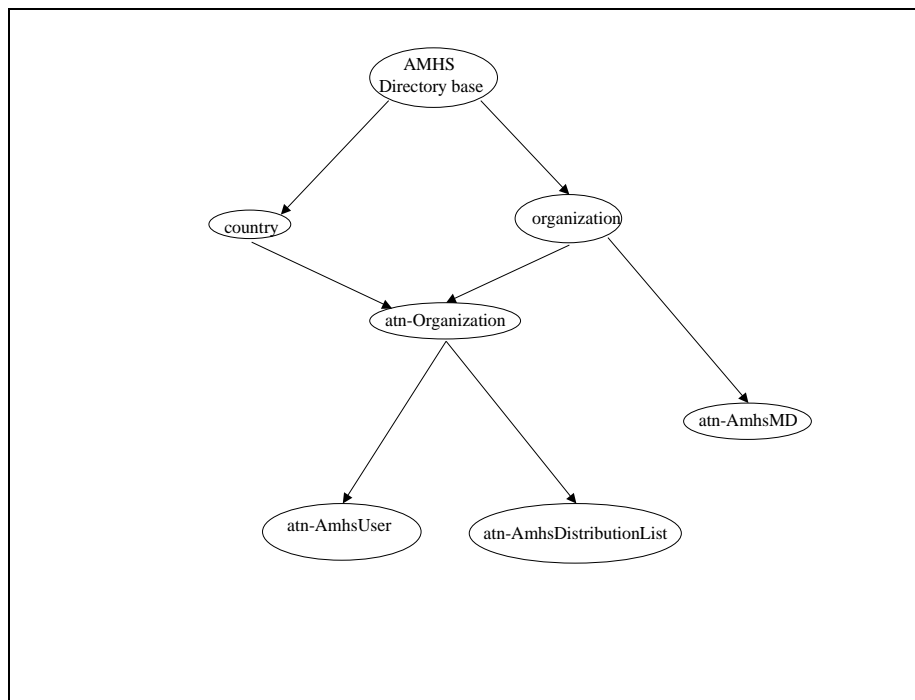 AMHS
Directory base
country
organization
atn-Organization
atn-AmhsMD
atn-AmhsUser
atn-AmhsDistributionList